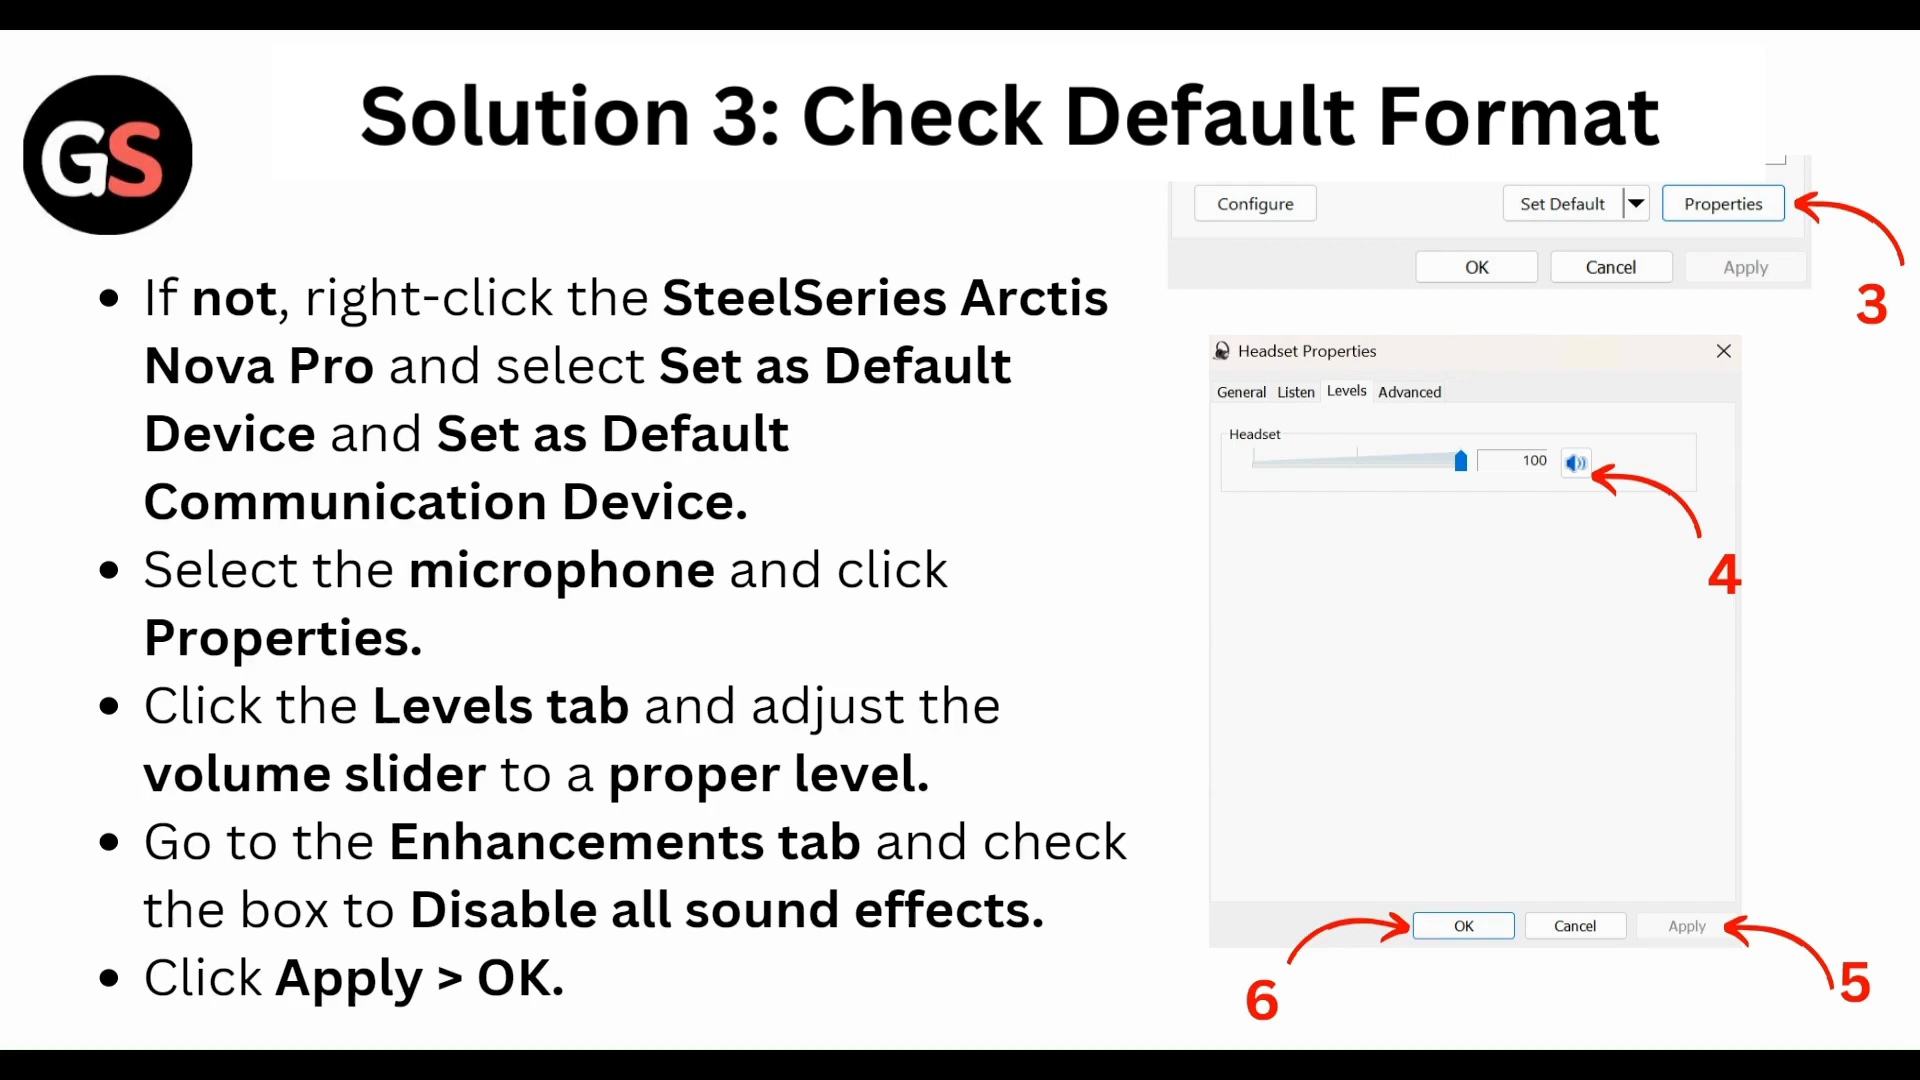 GS
Solution 3: Check Default Format
• If not, right-click the SteelSeries Arctis
Nova Pro and select Set as Default
Device and Set as Default
Communication Device.
• Select the microphone and click
Properties.
• Click the Levels tab and adjust the
volume slider to a proper level.
• Go to the Enhancements tab and check
the box to Disable all sound effects.
• Click Apply > OK.
Configure Set Default Properties
OK Cancel Apply
3
Headset Properties
General Listen Levels Advanced
Headset
100
4
OK Cancel Apply
6 5